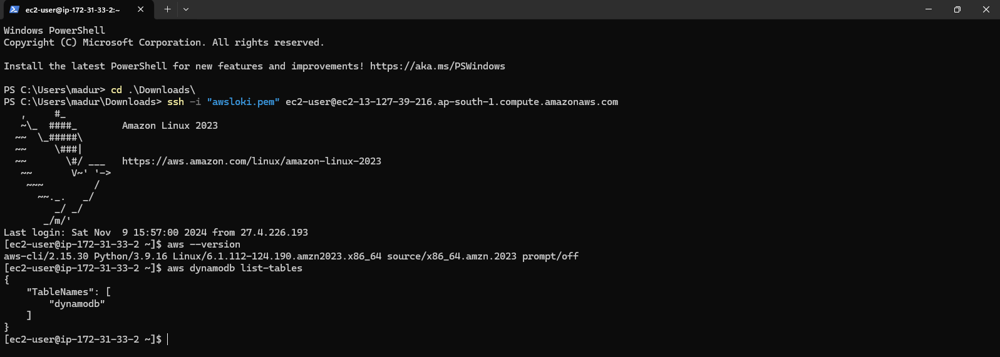 ec2-user@ip-172-31-33-2:~
Windows PowerShell
Copyright (C) Microsoft Corporation. All rights reserved.
Install the latest PowerShell for new features and improvements! https://aka.ms/PSWindows
PS C:\Users\madur> cd .\Downloads\
PS C:\Users\madur\Downloads> ssh -i "awsloki.pem" ec2-user@ec2-13-127-39-216.ap-south-1.compute.amazonaws.com
   ,     #_
   ~\_  ####_        Amazon Linux 2023
  ~~  \_#####\
  ~~     \###|
  ~~       \#/ ___   https://aws.amazon.com/linux/amazon-linux-2023
   ~~       V~' '->
    ~~~         /
      ~~._.   _/
         _/ _/
       _/m/'
Last login: Sat Nov  9 15:57:00 2024 from 27.4.226.193
[ec2-user@ip-172-31-33-2 ~]$ aws --version
aws-cli/2.15.30 Python/3.9.16 Linux/6.1.112-124.190.amzn2023.x86_64 source/x86_64.amzn.2023 prompt/off
[ec2-user@ip-172-31-33-2 ~]$ aws dynamodb list-tables
{
    "TableNames": [
        "dynamodb"
    ]
}
[ec2-user@ip-172-31-33-2 ~]$